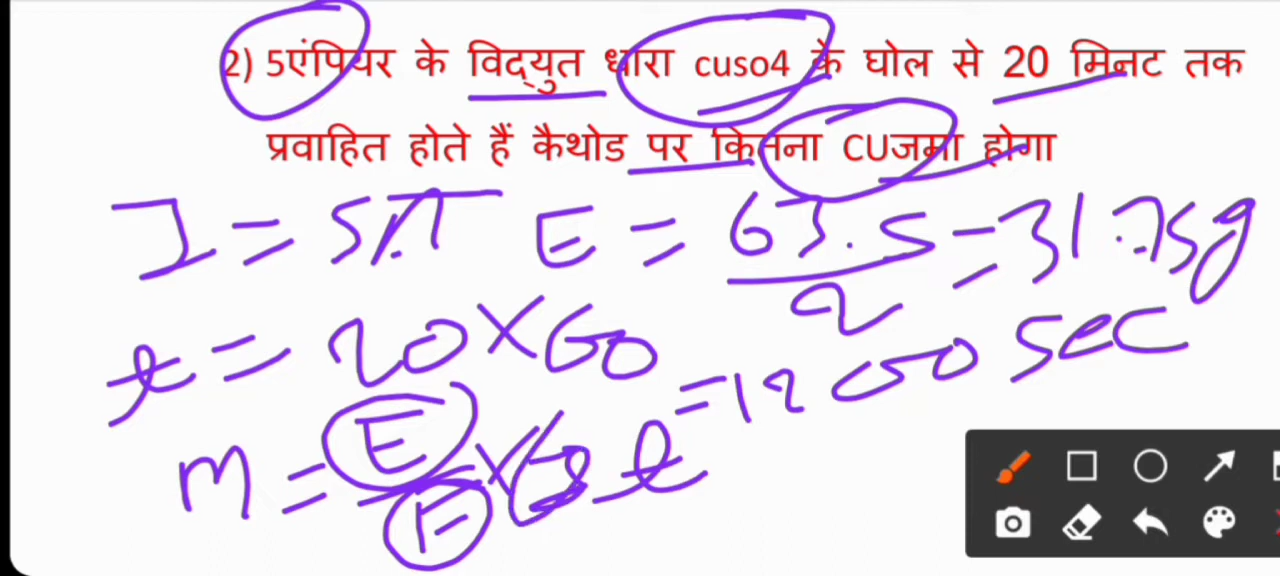 2) 5एंपियर के विद्युत धारा cuso4 के घोल से 20 मिनट तक
प्रवाहित होते हैं कैथोड पर कितना CUजमा होगा
I = 5A E = 63.5/2 = 31.75g
t = 20×60 = 1200 sec
m = E/F × t